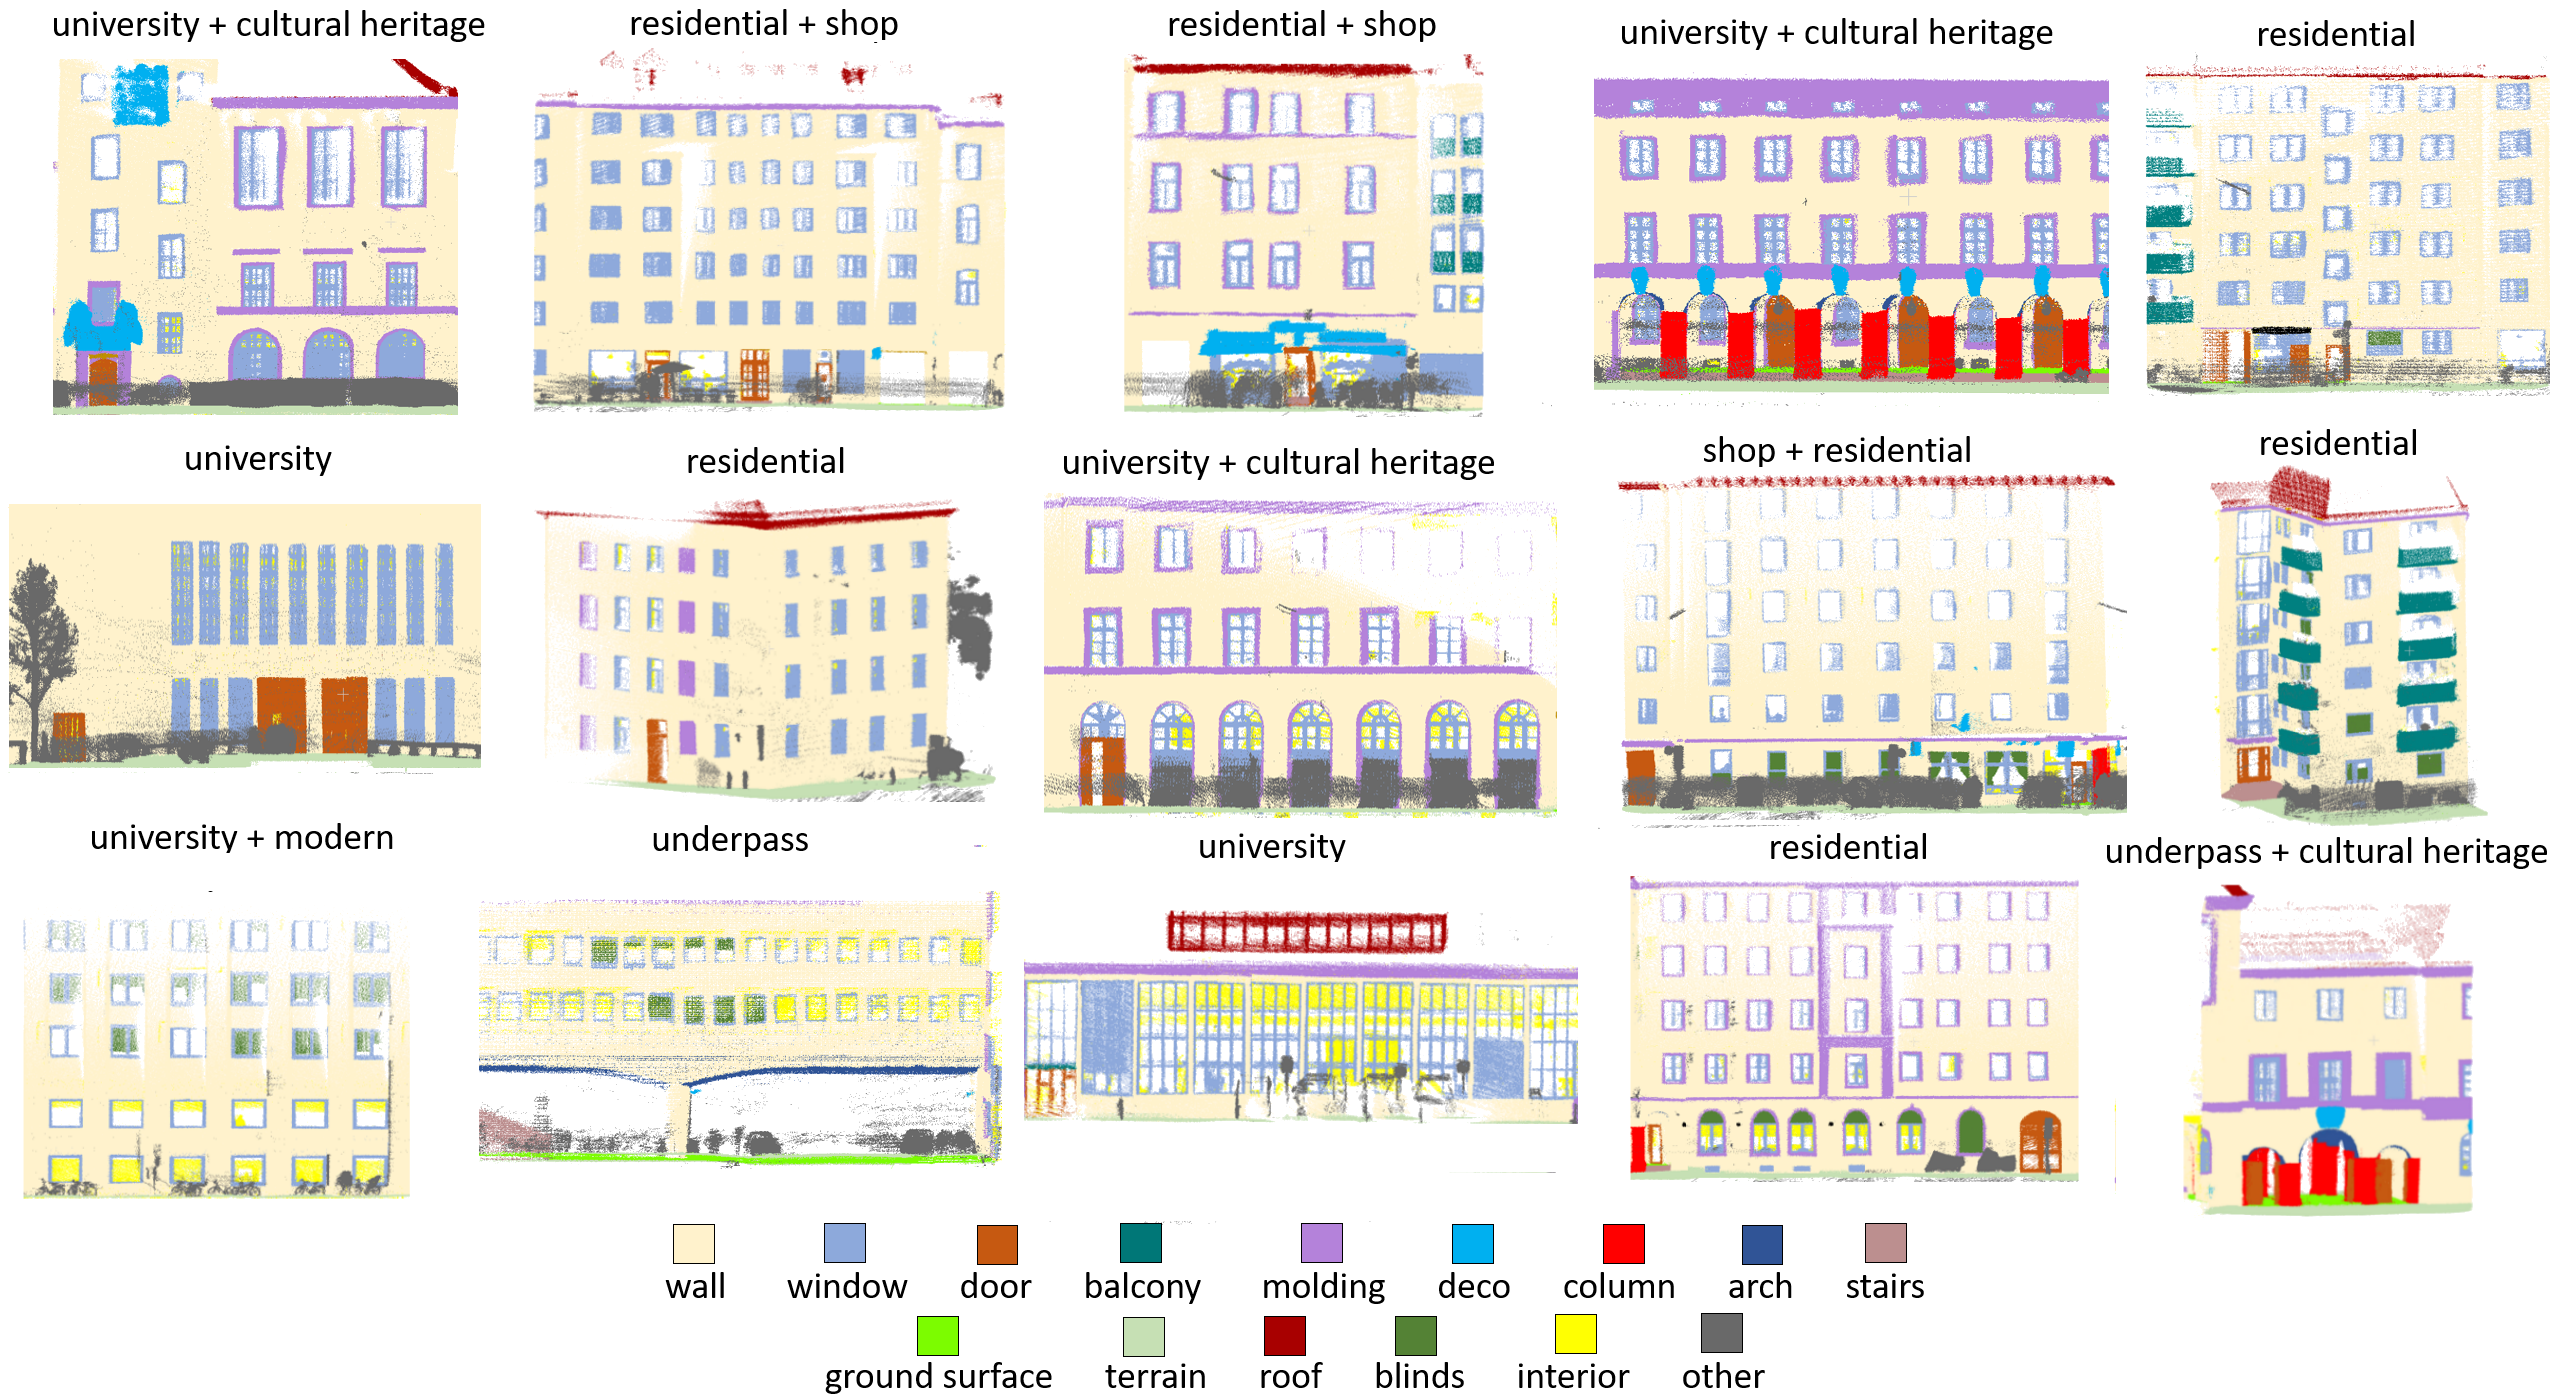 university + cultural heritage
residential + shop
residential + shop
university + cultural heritage
residential
university
residential
university + cultural heritage
shop + residential
residential
university + modern
underpass
university
residential
underpass + cultural heritage
wall
window
door
balcony
molding
deco
column
arch
stairs
ground surface
terrain
roof
blinds
interior
other